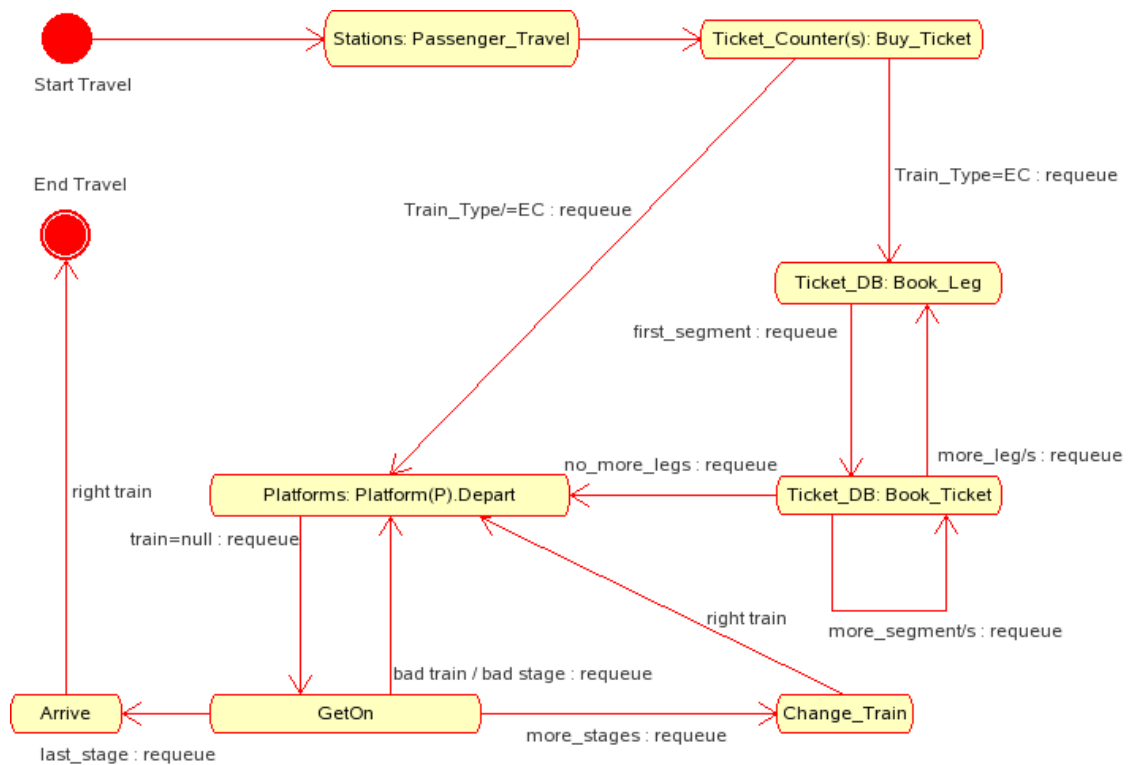 Stations: Passenger_Travel
Ticket_Counter(s): Buy_Ticket
Start Travel
End Travel
Train_Type=EC : requeue
Train_Type/=EC : requeue
Ticket_DB: Book_Leg
first_segment : requeue
more_leg/s : requeue
no_more_legs : requeue
right train
Platforms: Platform(P).Depart
Ticket_DB: Book_Ticket
train=null : requeue
right train
more_segment/s : requeue
bad train / bad stage : requeue
Arrive
GetOn
Change_Train
more_stages : requeue
last_stage : requeue